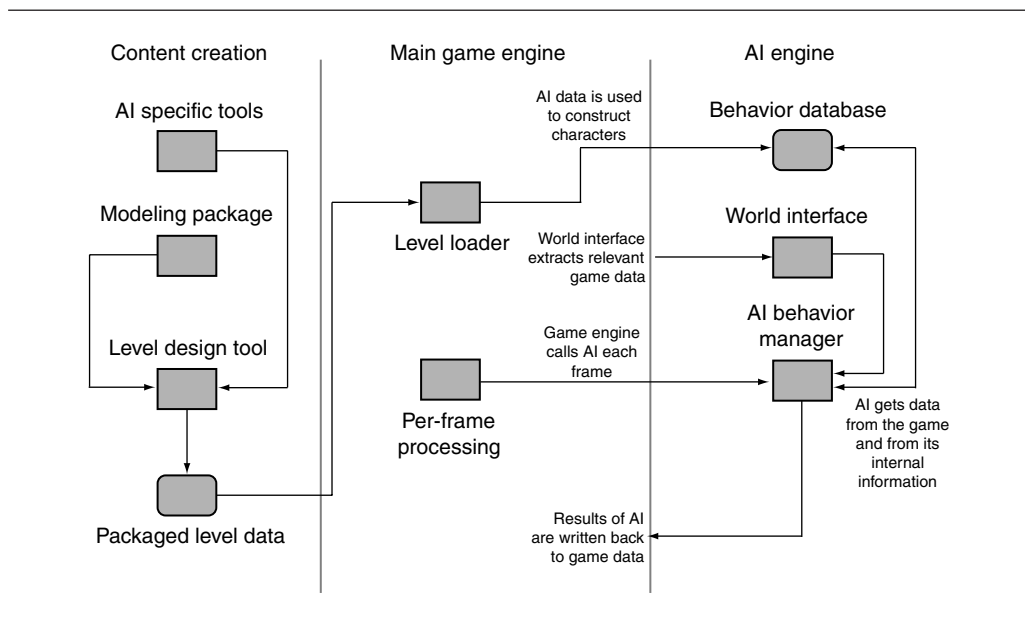 Content creation
AI specific tools
Modeling package
Level design tool
Packaged level data
Main game engine
AI data is used
to construct
characters
Level loader
World interface
extracts relevant
game data
Game engine
calls AI each
frame
Per-frame
processing
Results of AI
are written back
to game data
AI engine
Behavior database
World interface
AI behavior
manager
AI gets data
from the game
and from its
internal
information